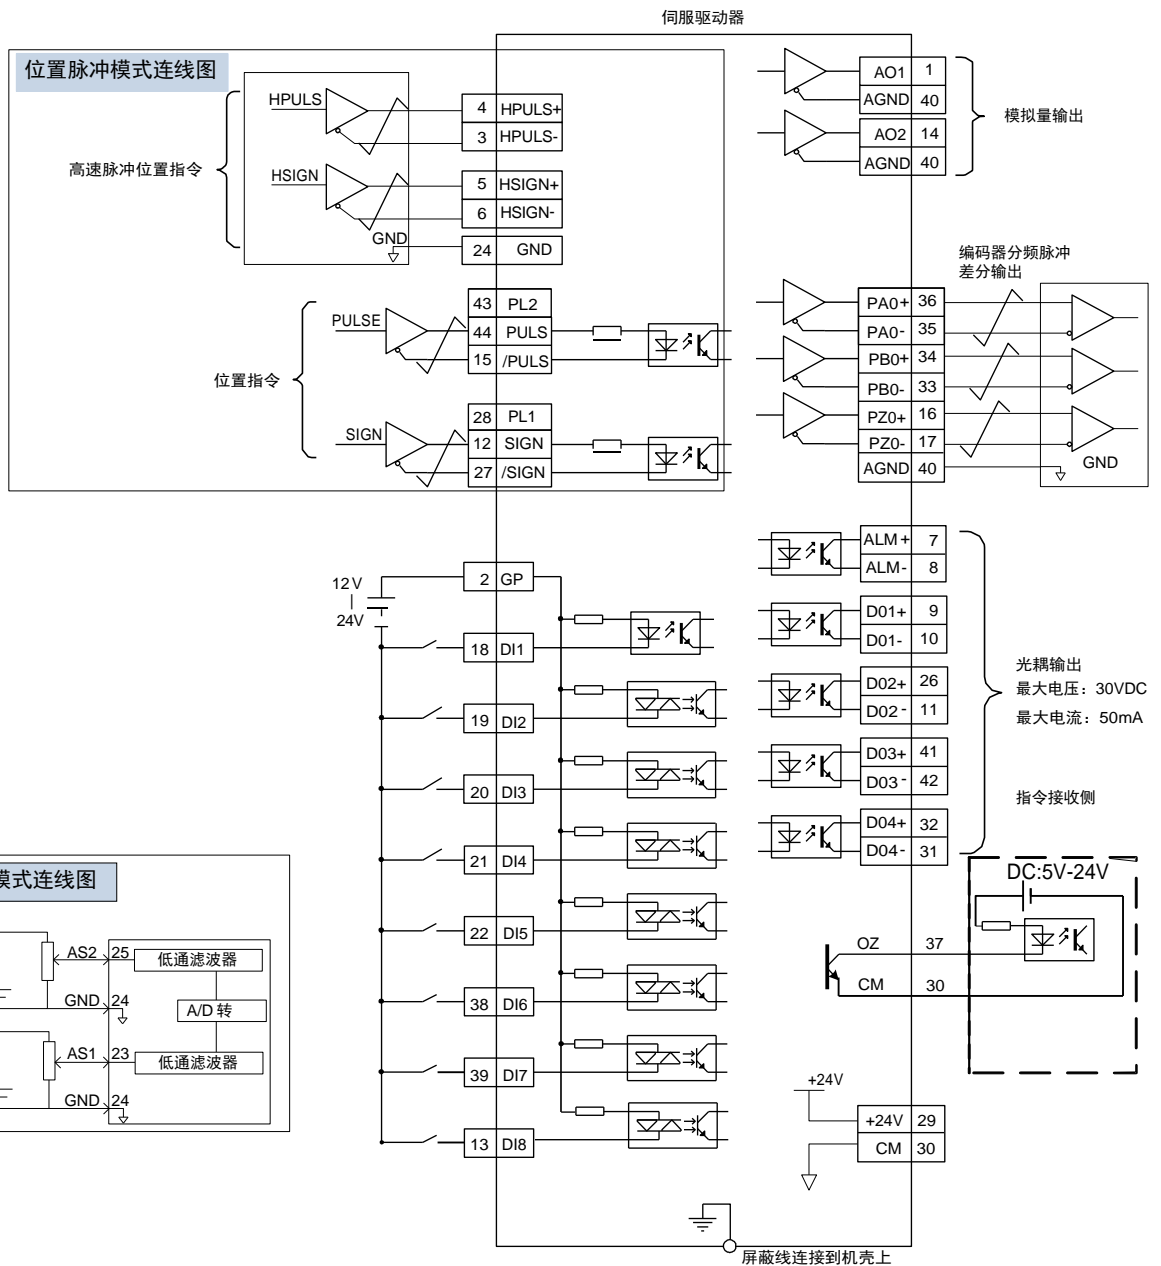 伺服驱动器
位置脉冲模式连线图
HPULS
4 HPULS+
3 HPULS-
高速脉冲位置指令
HSIGN
5 HSIGN+
6 HSIGN-
GND
24 GND
43 PL2
PULSE
44 PULS
15 /PULS
位置指令
28 PL1
SIGN
12 SIGN
27 /SIGN
AO1 1
AGND 40
模拟量输出
AO2 14
AGND 40
编码器分频脉冲
差分输出
PA0+ 36
PA0- 35
PB0+ 34
PB0- 33
PZ0+ 16
PZ0- 17
AGND 40
GND
12V
|
24V
2 GP
18 DI1
19 DI2
20 DI3
21 DI4
22 DI5
38 DI6
39 DI7
13 DI8
ALM+ 7
ALM- 8
D01+ 9
D01- 10
D02+ 26
D02- 11
D03+ 41
D03- 42
D04+ 32
D04- 31
光耦输出
最大电压：30VDC
最大电流：50mA
指令接收侧
DC:5V-24V
OZ 37
CM 30
+24V
+24V 29
CM 30
模式连线图
AS2 25 低通滤波器
GND 24
A/D 转
AS1 23 低通滤波器
GND 24
屏蔽线连接到机壳上